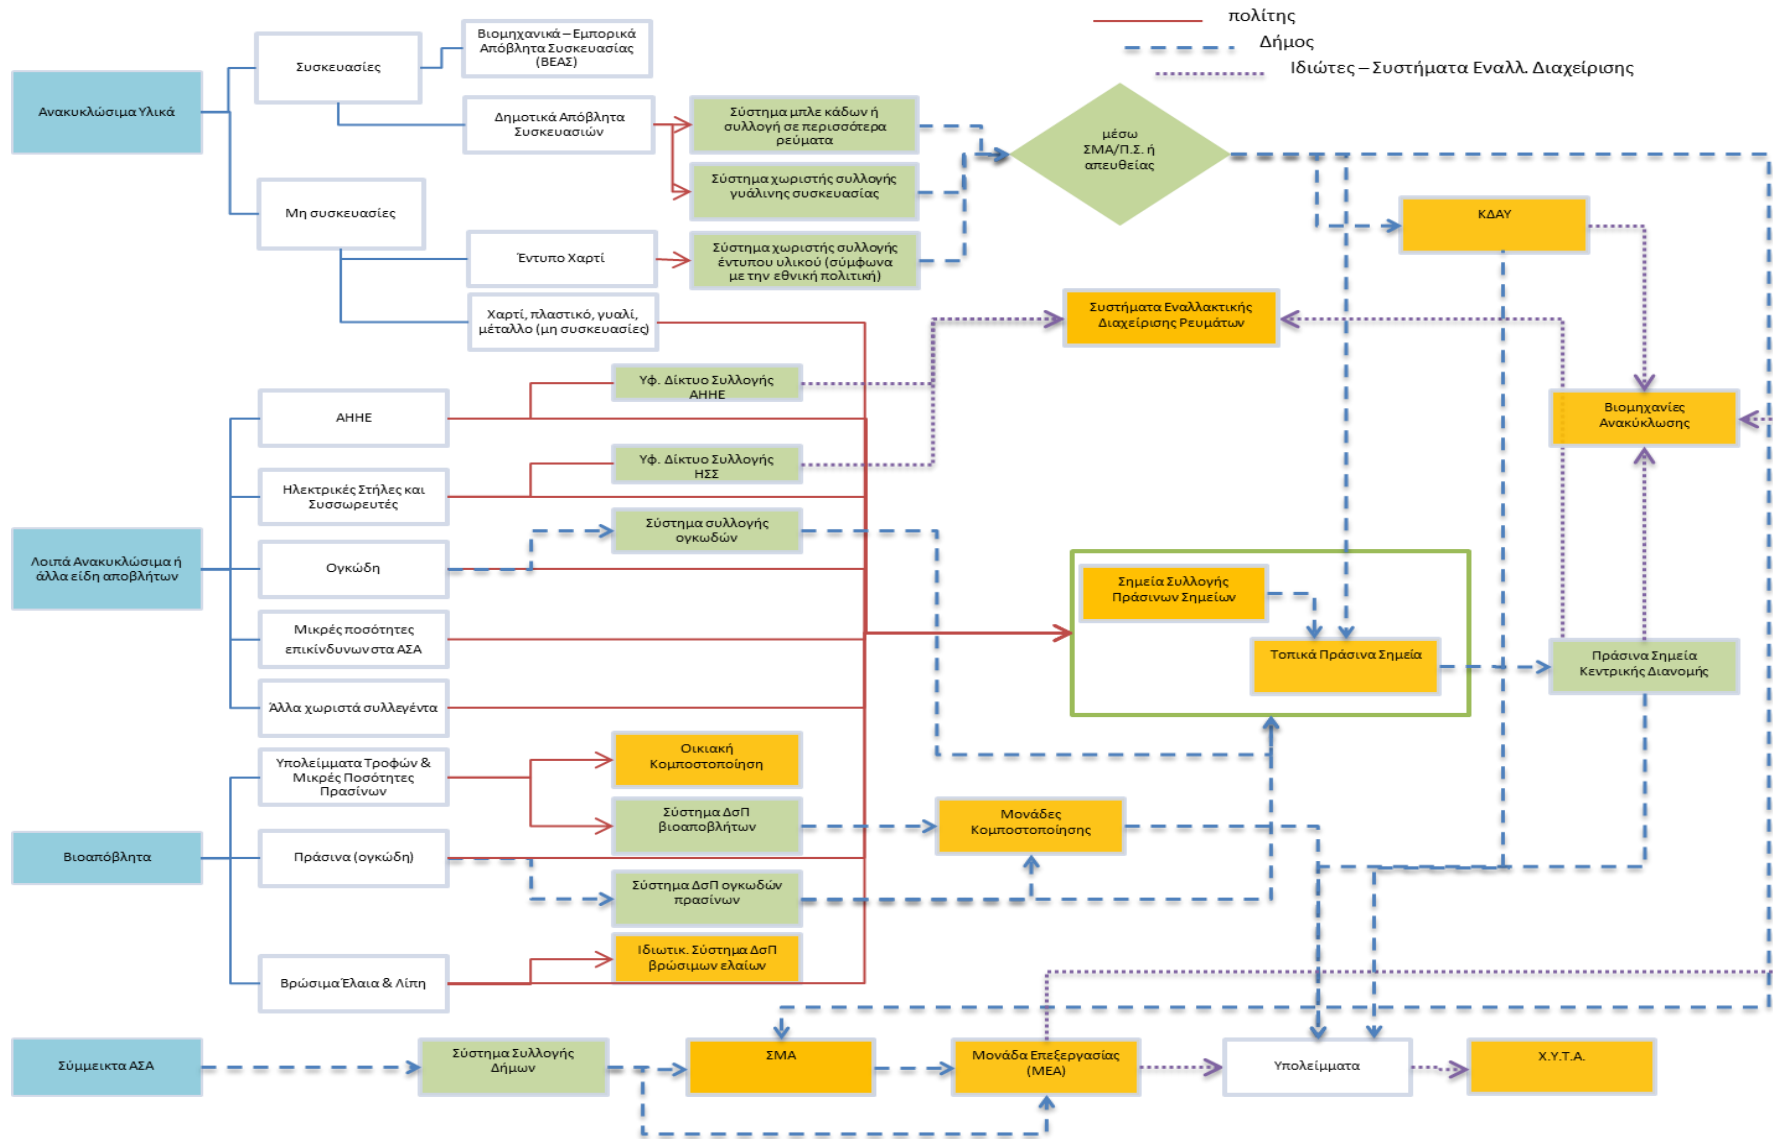 πολίτης
Δήμος
Ιδιώτες – Συστήματα Εναλλ. Διαχείρισης
Ανακυκλώσιμα Υλικά
Συσκευασίες
Βιομηχανικά – Εμπορικά
Απόβλητα Συσκευασίας
(ΒΕΑΣ)
Δημοτικά Απόβλητα
Συσκευασιών
Σύστημα μπλε κάδων ή
συλλογή σε περισσότερα
ρεύματα
Σύστημα χωριστής συλλογής
γυάλινης συσκευασίας
μέσω
ΣΜΑ/Π.Σ. ή
απευθείας
Μη συσκευασίες
Έντυπο Χαρτί
Σύστημα χωριστής συλλογής
έντυπου υλικού (σύμφωνα
με την εθνική πολιτική)
Χαρτί, πλαστικό, γυαλί,
μέταλλο (μη συσκευασίες)
ΚΔΑΥ
Συστήματα Εναλλακτικής
Διαχείρισης Ρευμάτων
Βιομηχανίες
Ανακύκλωσης
Λοιπά Ανακυκλώσιμα ή
άλλα είδη αποβλήτων
ΑΗΗΕ
Υφ. Δίκτυο Συλλογής
ΑΗΗΕ
Ηλεκτρικές Στήλες και
Συσσωρευτές
Υφ. Δίκτυο Συλλογής
ΗΣΣ
Ογκώδη
Σύστημα συλλογής
ογκωδών
Μικρές ποσότητες
επικίνδυνων στα ΑΣΑ
Άλλα χωριστά συλλεγέντα
Σημεία Συλλογής
Πράσινων Σημείων
Τοπικά Πράσινα Σημεία
Πράσινα Σημεία
Κεντρικής Διανομής
Βιοαπόβλητα
Υπολείμματα Τροφών &
Μικρές Ποσότητες
Πρασίνων
Οικιακή
Κομποστοποίηση
Σύστημα ΔσΠ
βιοαποβλήτων
Μονάδες
Κομποστοποίησης
Πράσινα (ογκώδη)
Σύστημα ΔσΠ ογκωδών
πρασίνων
Βρώσιμα Έλαια & Λίπη
Ιδιωτικ. Σύστημα ΔσΠ
βρώσιμων ελαίων
Σύμμεικτα ΑΣΑ
Σύστημα Συλλογής
Δήμων
ΣΜΑ
Μονάδα Επεξεργασίας
(ΜΕΑ)
Υπολείμματα
Χ.Υ.Τ.Α.